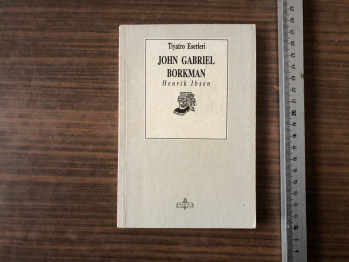 Tiyatro Eserleri
JOHN GABRIEL
BORKMAN
Henrik Ibsen